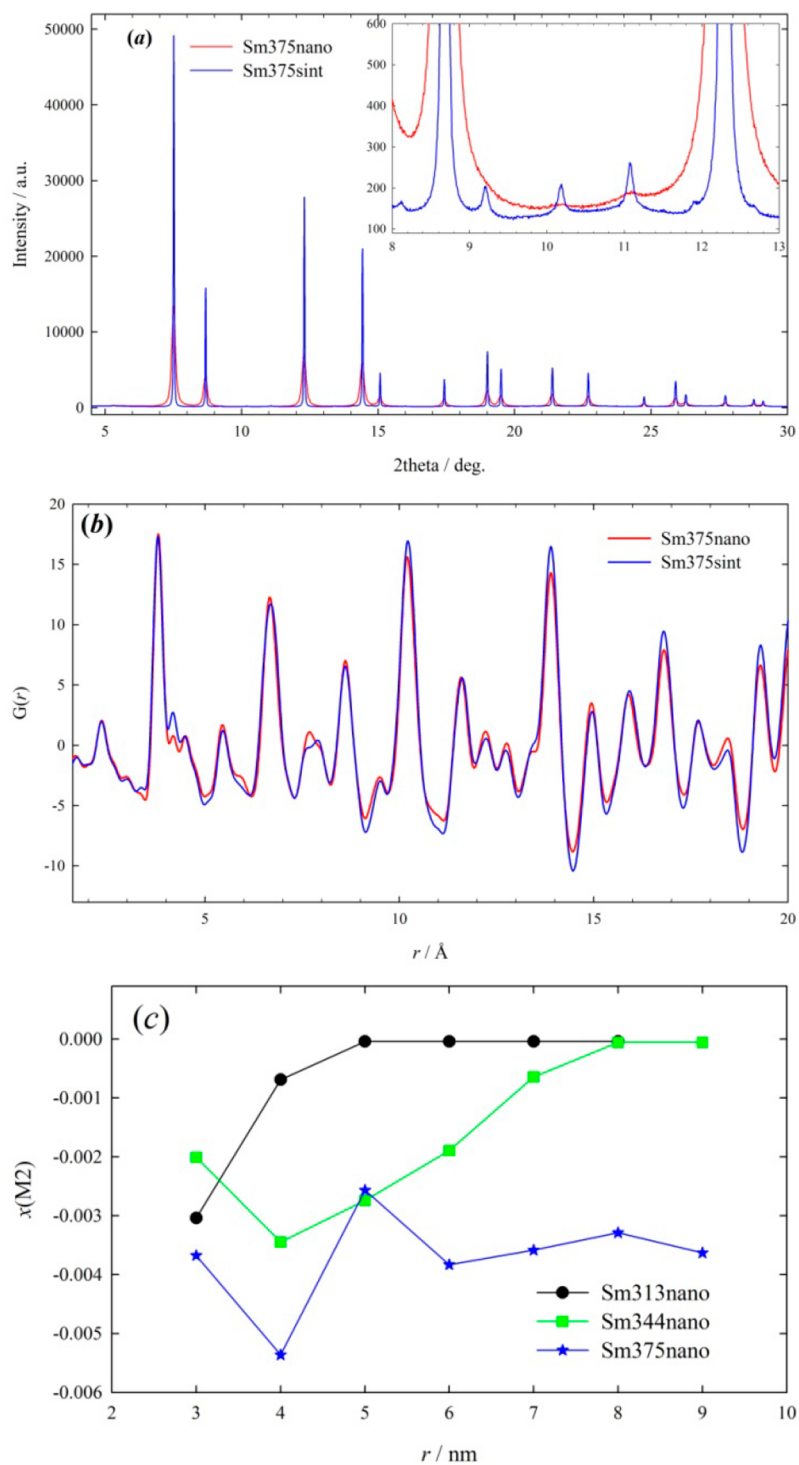 (a)
Sm375nano
Sm375sint
Intensity / a.u.
50000
40000
30000
20000
10000
0
600
500
400
300
200
100
8 9 10 11 12 13
5 10 15 20 25 30
2theta / deg.
(b)
Sm375nano
Sm375sint
G(r)
20
15
10
5
0
-5
-10
5 10 15 20
r / Å
(c)
x(M2)
0.000
-0.001
-0.002
-0.003
-0.004
-0.005
-0.006
Sm313nano
Sm344nano
Sm375nano
2 3 4 5 6 7 8 9 10
r / nm